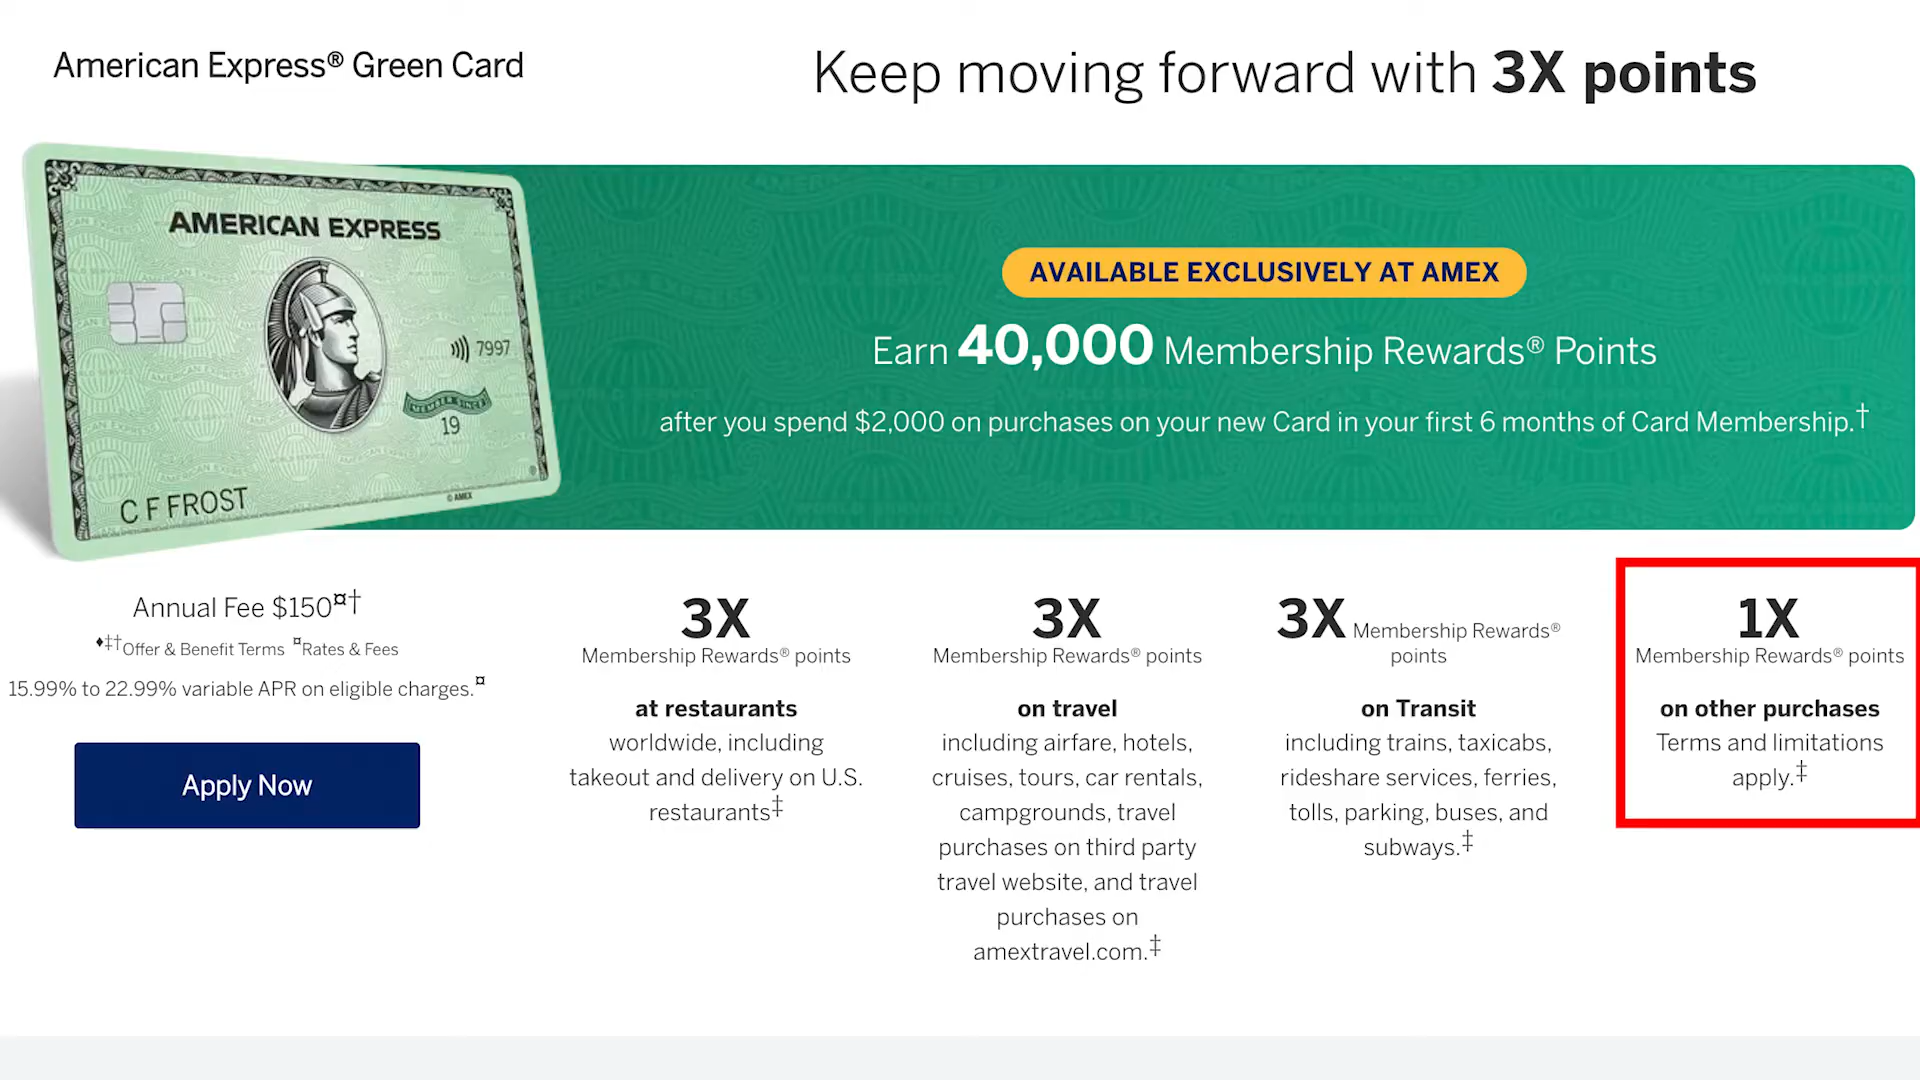 American Express® Green Card
Keep moving forward with 3X points
AMERICAN EXPRESS
7997
MEMBER SINCE
19
C F FROST
© AMEX
AVAILABLE EXCLUSIVELY AT AMEX
Earn 40,000 Membership Rewards® Points
after you spend $2,000 on purchases on your new Card in your first 6 months of Card Membership.†
Annual Fee $150¤†
♦‡†Offer & Benefit Terms ¤Rates & Fees
15.99% to 22.99% variable APR on eligible charges.¤
Apply Now
3X
Membership Rewards® points
at restaurants
worldwide, including
takeout and delivery on U.S.
restaurants‡
3X
Membership Rewards® points
on travel
including airfare, hotels,
cruises, tours, car rentals,
campgrounds, travel
purchases on third party
travel website, and travel
purchases on
amextravel.com.‡
3X Membership Rewards®
points
on Transit
including trains, taxicabs,
rideshare services, ferries,
tolls, parking, buses, and
subways.‡
1X
Membership Rewards® points
on other purchases
Terms and limitations
apply.‡